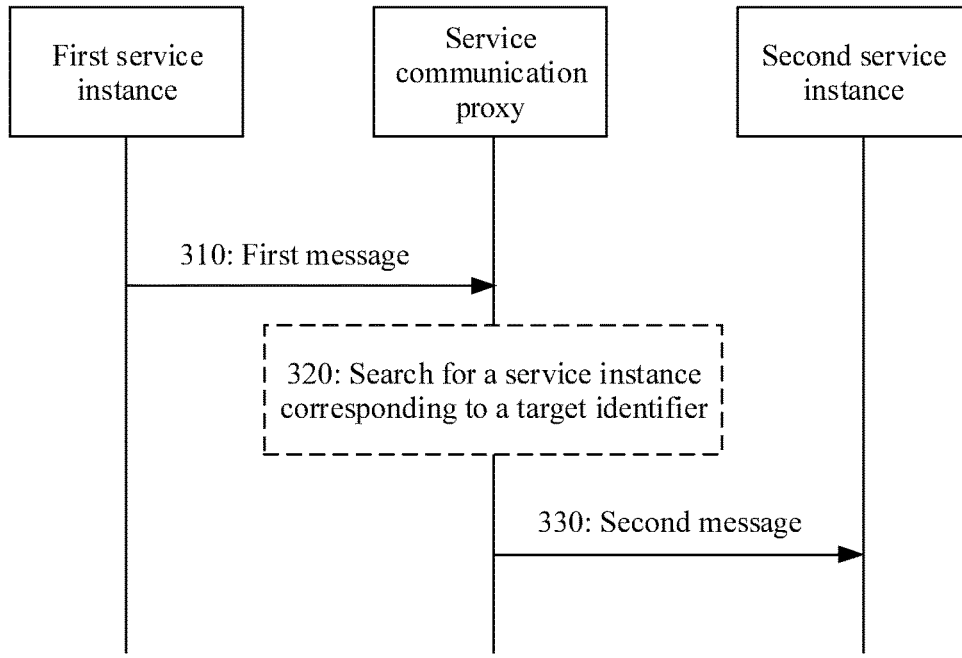 First service
instance
Service
communication
proxy
Second service
instance
310: First message
320: Search for a service instance
corresponding to a target identifier
330: Second message